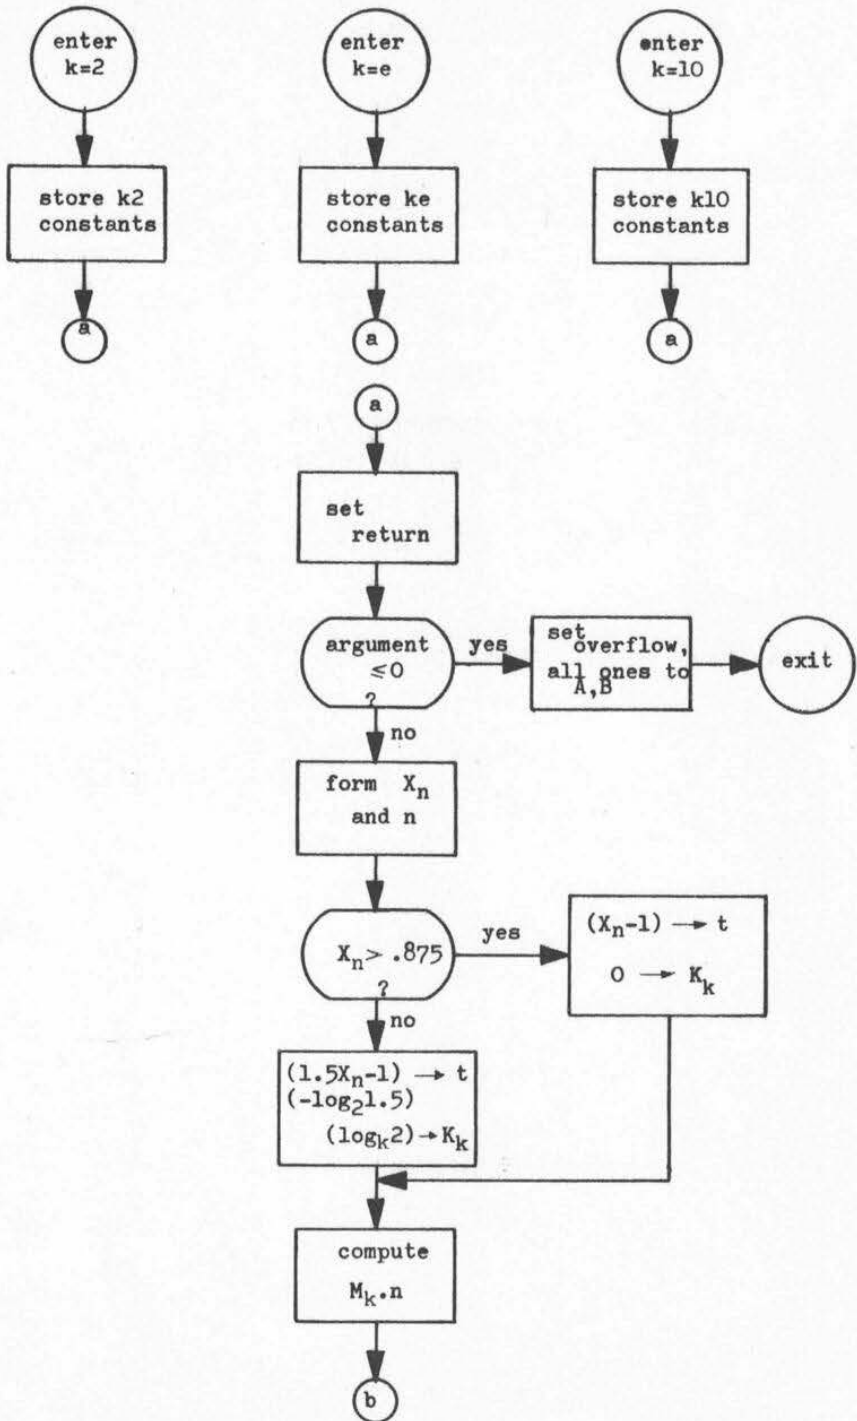 enter
k=2
enter
k=e
enter
k=10
store k2
constants
store ke
constants
store k10
constants
a
a
a
a
set
return
argument
≤0
?
yes
set
overflow,
all ones to
A,B
exit
no
form Xn
and n
Xn> .875
?
yes
(Xn-1) → t
0 → Kk
no
(1.5Xn-1) → t
(-log21.5)
(logk2)→Kk
compute
Mk.n
b